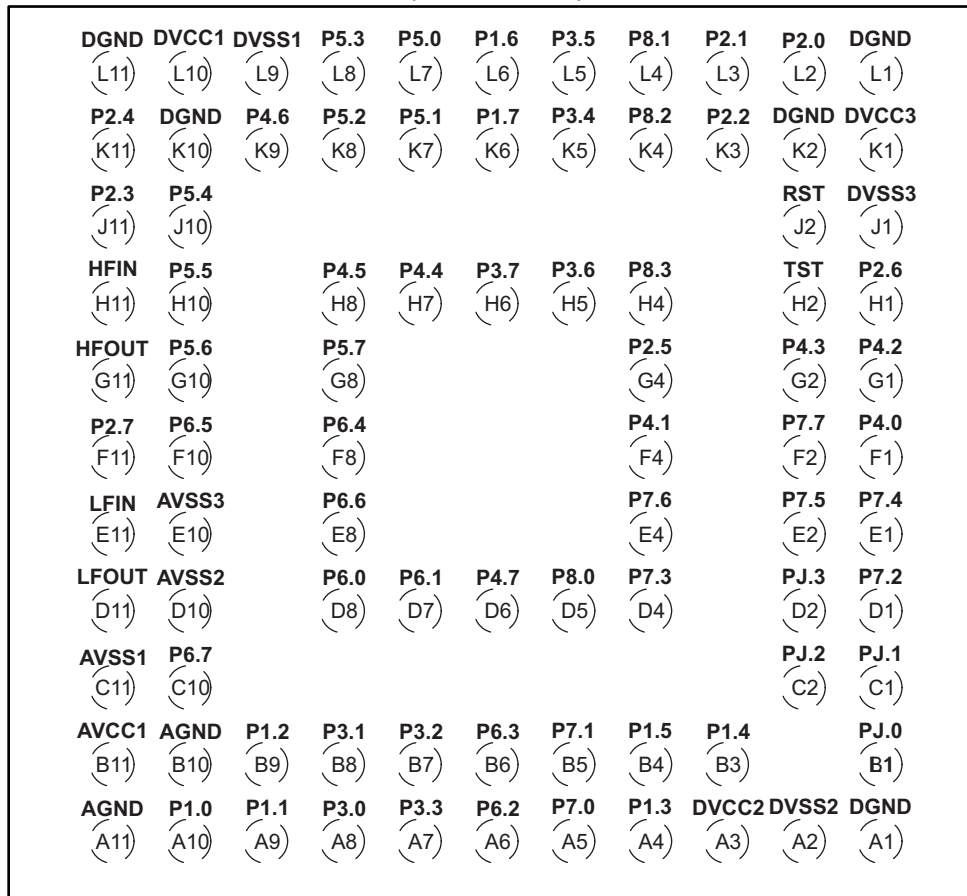 DGND DVCC1 DVSS1 P5.3 P5.0 P1.6 P3.5 P8.1 P2.1 P2.0 DGND
L11 L10 L9 L8 L7 L6 L5 L4 L3 L2 L1
P2.4 DGND P4.6 P5.2 P5.1 P1.7 P3.4 P8.2 P2.2 DGND DVCC3
K11 K10 K9 K8 K7 K6 K5 K4 K3 K2 K1
P2.3 P5.4 RST DVSS3
J11 J10 J2 J1
HFIN P5.5 P4.5 P4.4 P3.7 P3.6 P8.3 TST P2.6
H11 H10 H8 H7 H6 H5 H4 H2 H1
HFOUT P5.6 P5.7 P2.5 P4.3 P4.2
G11 G10 G8 G4 G2 G1
P2.7 P6.5 P6.4 P4.1 P7.7 P4.0
F11 F10 F8 F4 F2 F1
LFIN AVSS3 P6.6 P7.6 P7.5 P7.4
E11 E10 E8 E4 E2 E1
LFOUT AVSS2 P6.0 P6.1 P4.7 P8.0 P7.3 PJ.3 P7.2
D11 D10 D8 D7 D6 D5 D4 D2 D1
AVSS1 P6.7 PJ.2 PJ.1
C11 C10 C2 C1
AVCC1 AGND P1.2 P3.1 P3.2 P6.3 P7.1 P1.5 P1.4 PJ.0
B11 B10 B9 B8 B7 B6 B5 B4 B3 B1
AGND P1.0 P1.1 P3.0 P3.3 P6.2 P7.0 P1.3 DVCC2 DVSS2 DGND
A11 A10 A9 A8 A7 A6 A5 A4 A3 A2 A1